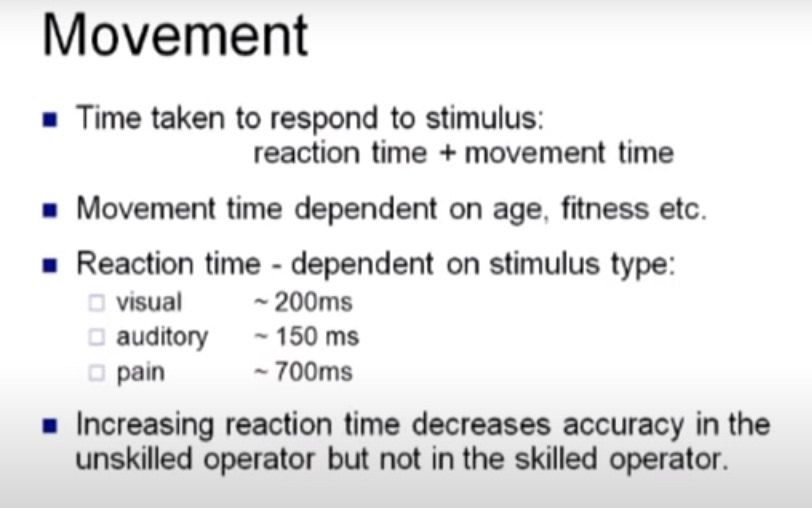 Movement
Time taken to respond to stimulus:
reaction time + movement time
Movement time dependent on age, fitness etc.
Reaction time - dependent on stimulus type:
visual ~ 200ms
auditory ~ 150 ms
pain ~ 700ms
Increasing reaction time decreases accuracy in the
unskilled operator but not in the skilled operator.